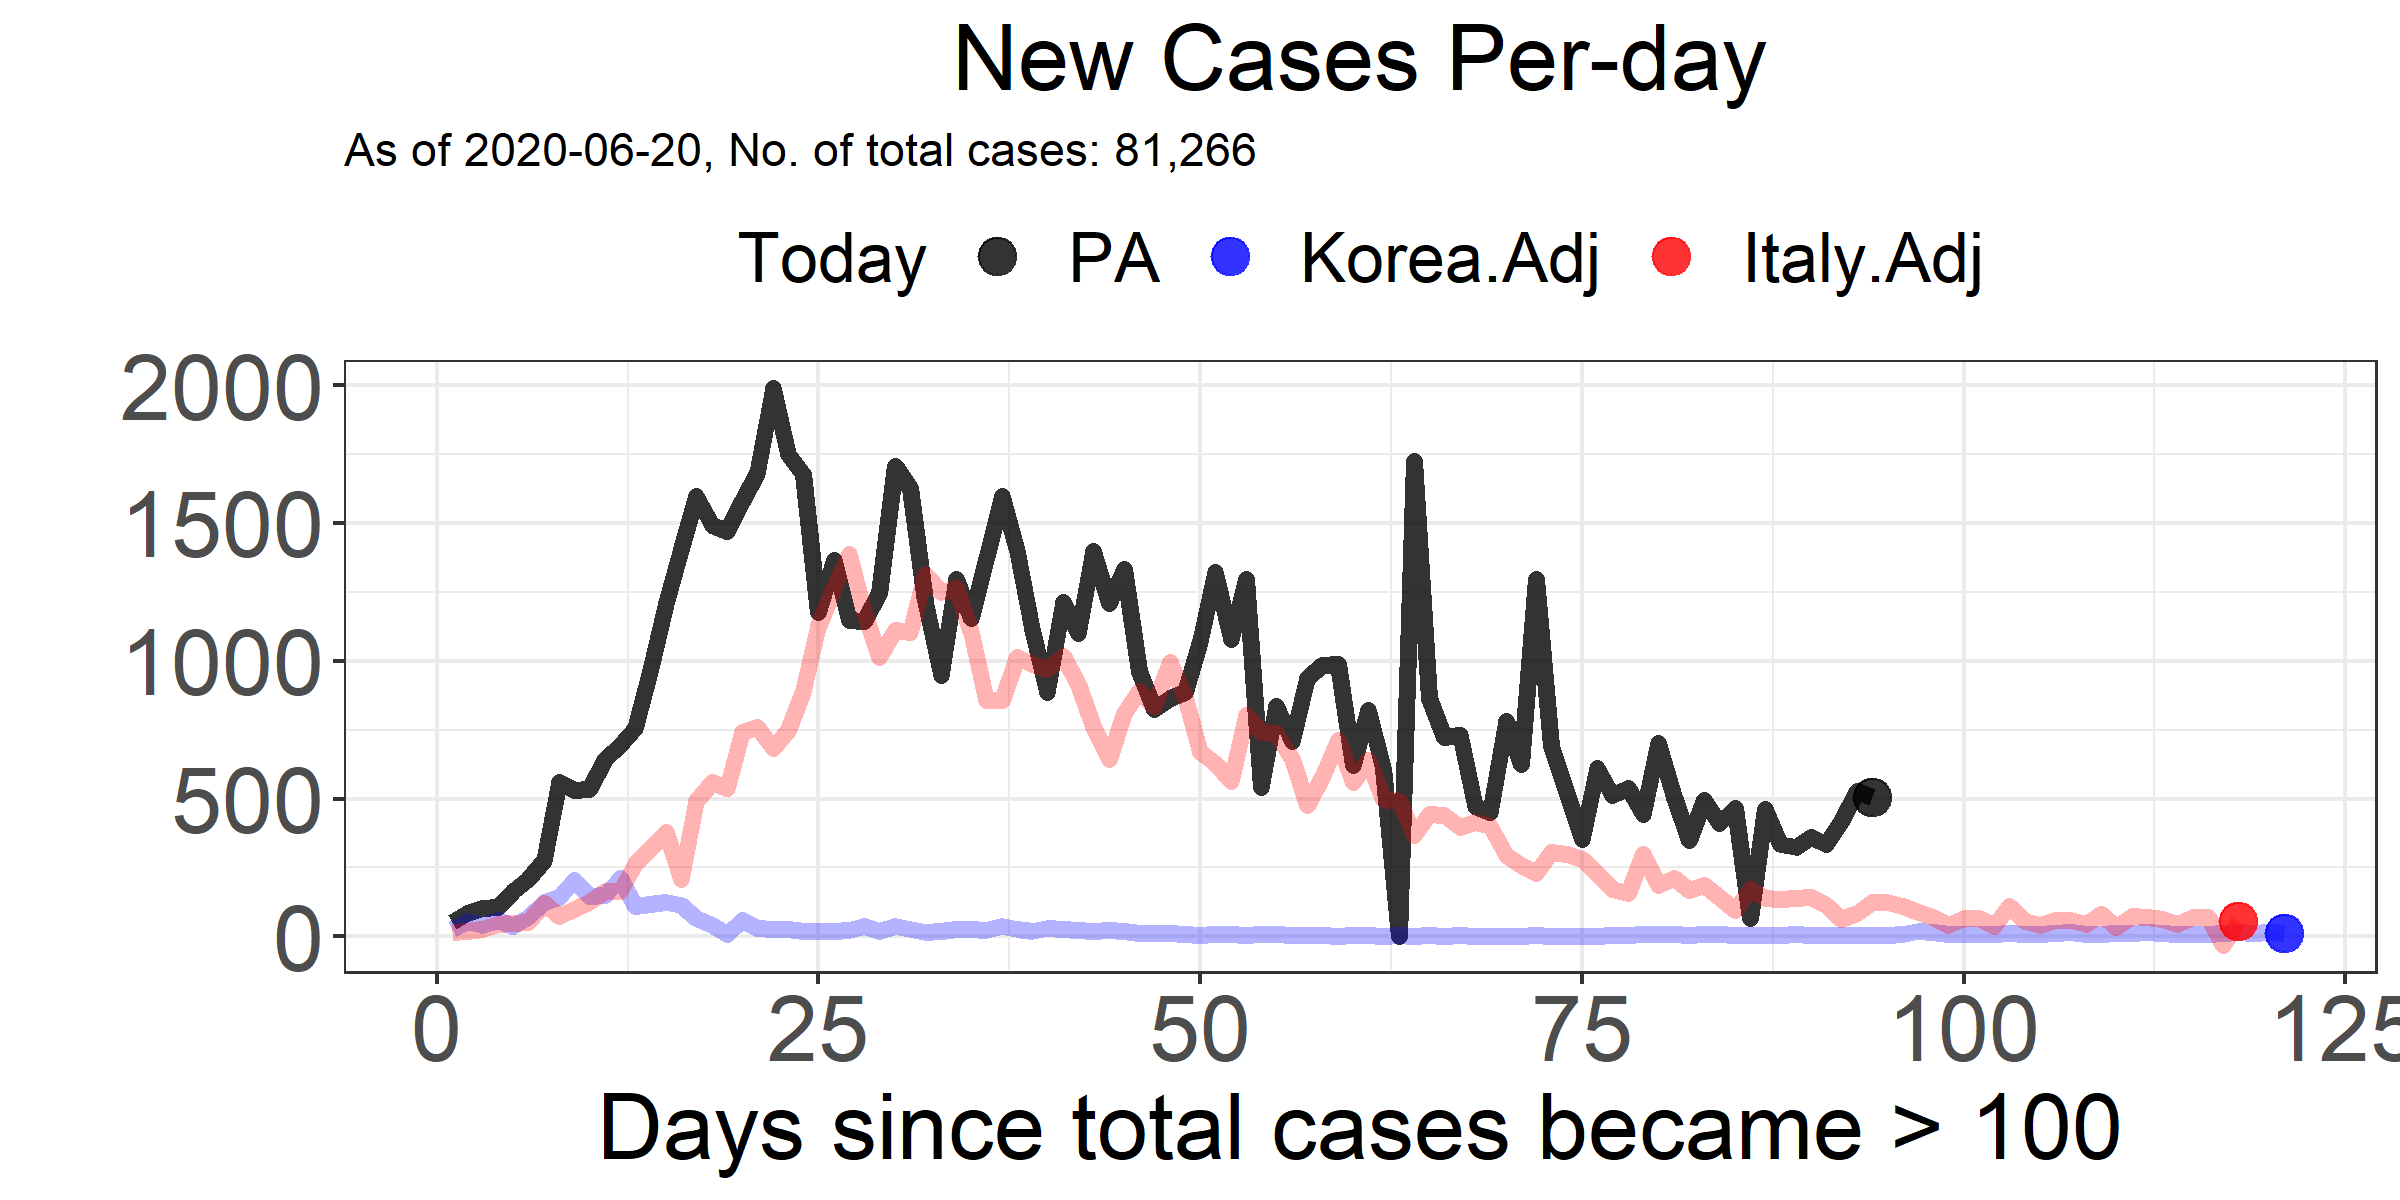 New Cases Per-day
As of 2020-06-20, No. of total cases: 81,266
Today PA Korea.Adj Italy.Adj
2000
1500
1000
500
0
0 25 50 75 100 125
Days since total cases became > 100